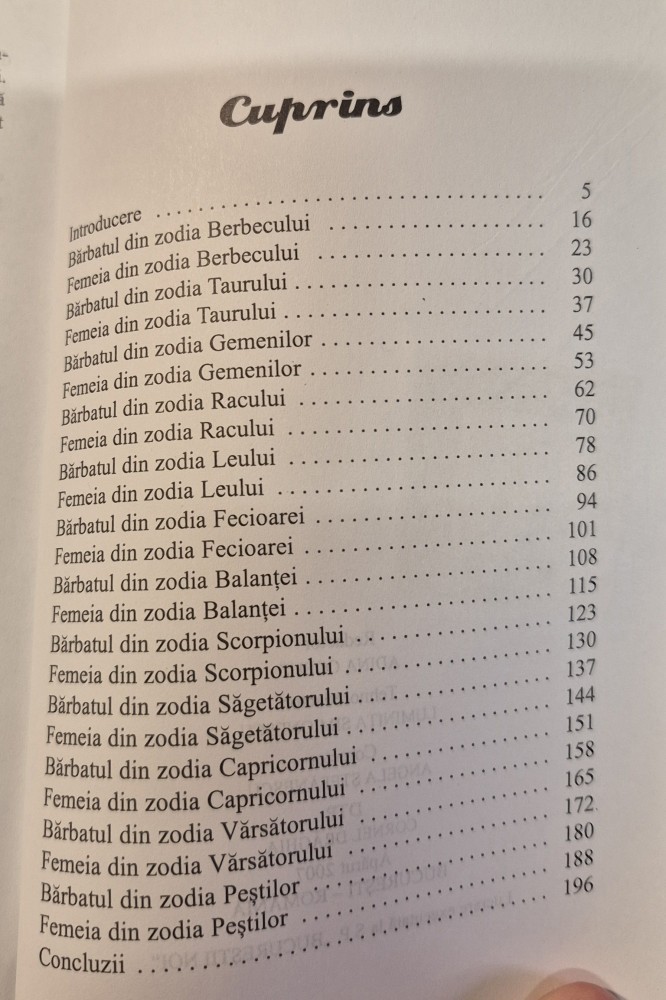 Cuprins
Introducere . . . . . . . . . . . . . . . . . . . . . . . . . . . . . . 5
Bărbatul din zodia Berbecului . . . . . . . . . . . . . . . . . 16
Femeia din zodia Berbecului . . . . . . . . . . . . . . . . . . 23
Bărbatul din zodia Taurului . . . . . . . . . . . . . . . . . . . 30
Femeia din zodia Taurului . . . . . . . . . . . . . . . . . . . . 37
Bărbatul din zodia Gemenilor . . . . . . . . . . . . . . . . . 45
Femeia din zodia Gemenilor . . . . . . . . . . . . . . . . . . 53
Bărbatul din zodia Racului . . . . . . . . . . . . . . . . . . . 62
Femeia din zodia Racului . . . . . . . . . . . . . . . . . . . . 70
Bărbatul din zodia Leului . . . . . . . . . . . . . . . . . . . . 78
Femeia din zodia Leului . . . . . . . . . . . . . . . . . . . . . 86
Bărbatul din zodia Fecioarei . . . . . . . . . . . . . . . . . . 94
Femeia din zodia Fecioarei . . . . . . . . . . . . . . . . . . . 101
Bărbatul din zodia Balanței . . . . . . . . . . . . . . . . . . . 108
Femeia din zodia Balanței . . . . . . . . . . . . . . . . . . . . 115
Bărbatul din zodia Scorpionului . . . . . . . . . . . . . . . 123
Femeia din zodia Scorpionului . . . . . . . . . . . . . . . . 130
Bărbatul din zodia Săgetătorului . . . . . . . . . . . . . . . 137
Femeia din zodia Săgetătorului . . . . . . . . . . . . . . . . 144
Bărbatul din zodia Capricornului . . . . . . . . . . . . . . 151
Femeia din zodia Capricornului . . . . . . . . . . . . . . . 158
Bărbatul din zodia Vărsătorului . . . . . . . . . . . . . . . 165
Femeia din zodia Vărsătorului . . . . . . . . . . . . . . . . 172
Bărbatul din zodia Peștilor . . . . . . . . . . . . . . . . . . . 180
Femeia din zodia Peștilor . . . . . . . . . . . . . . . . . . . . 188
Concluzii . . . . . . . . . . . . . . . . . . . . . . . . . . . . . . . 196